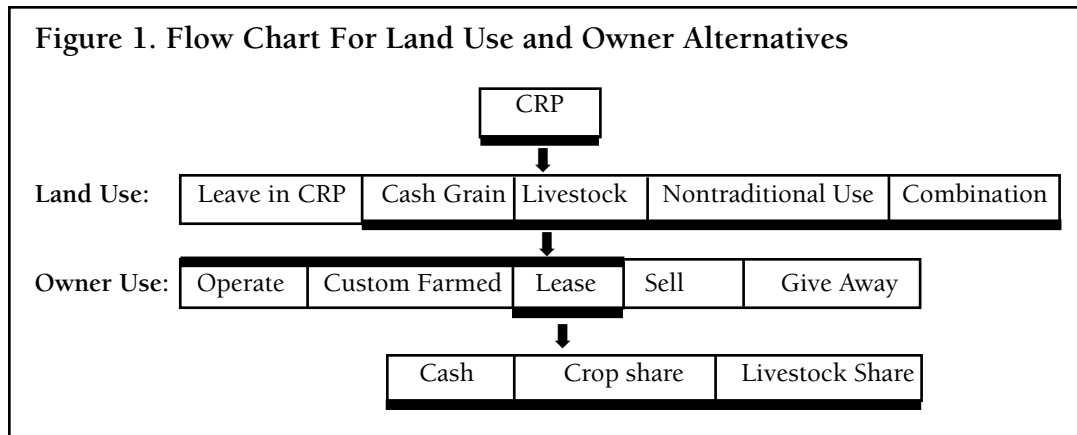 Figure 1. Flow Chart For Land Use and Owner Alternatives
CRP
Land Use: Leave in CRP Cash Grain Livestock Nontraditional Use Combination
Owner Use: Operate Custom Farmed Lease Sell Give Away
Cash Crop share Livestock Share